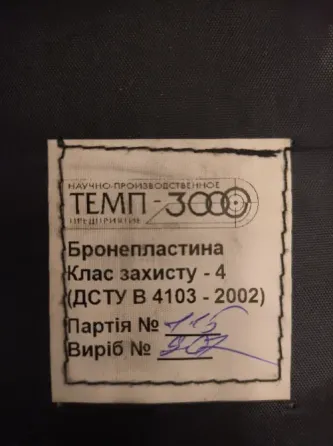 НАУЧНО-ПРОИЗВОДСТВЕННОЕ
ТЕМП-3000
ПРЕДПРИЯТИЕ
Бронепластина
Клас захисту - 4
(ДСТУ В 4103 - 2002)
Партія №
Виріб №